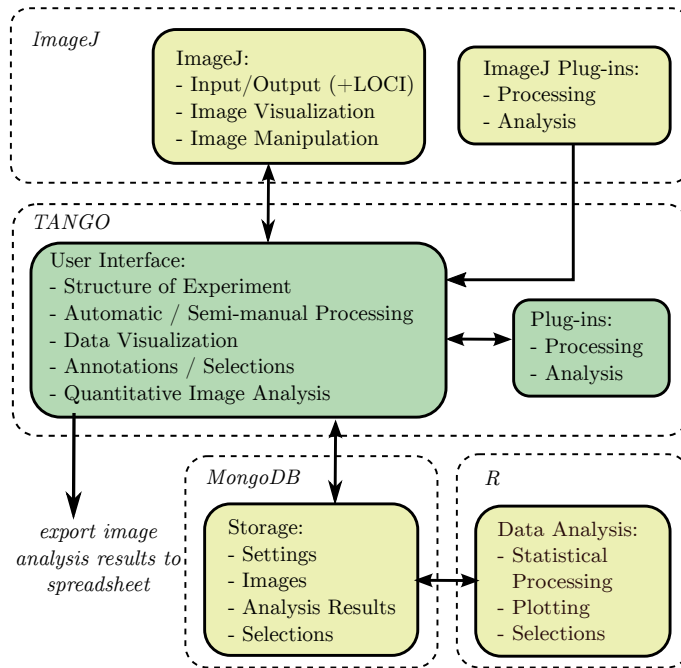 ImageJ
ImageJ:
- Input/Output (+LOCI)
- Image Visualization
- Image Manipulation
ImageJ Plug-ins:
- Processing
- Analysis
TANGO
User Interface:
- Structure of Experiment
- Automatic / Semi-manual Processing
- Data Visualization
- Annotations / Selections
- Quantitative Image Analysis
Plug-ins:
- Processing
- Analysis
export image
analysis results to
spreadsheet
MongoDB
Storage:
- Settings
- Images
- Analysis Results
- Selections
R
Data Analysis:
- Statistical
Processing
- Plotting
- Selections